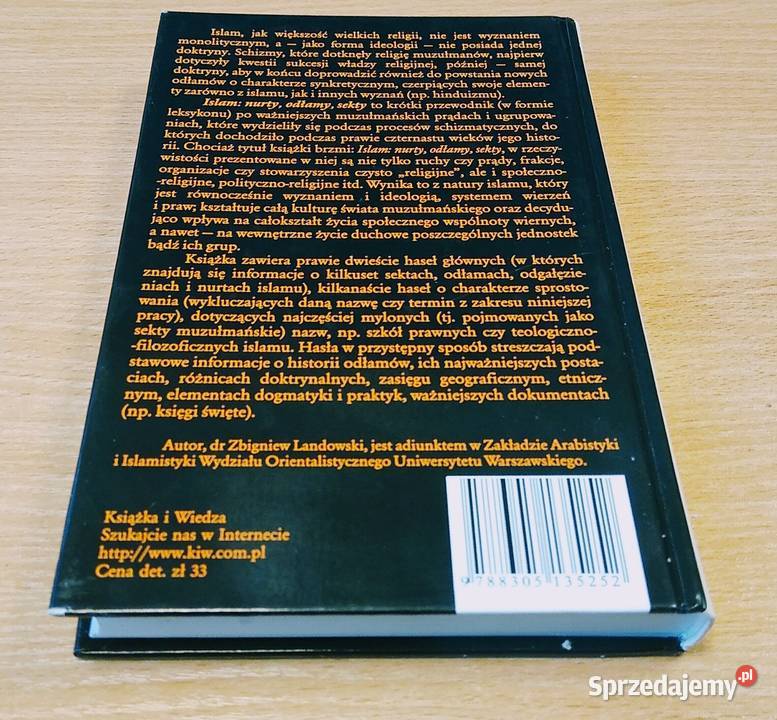 Islam, jak większość wielkich religii, nie jest wyznaniem
monolitycznym, a — jako forma ideologii — nie posiada jednej
doktryny. Schizmy, które dotknęły religię muzułmanów, najpierw
dotyczyły kwestii sukcesji władzy religijnej, później — samej
doktryny, aby w końcu doprowadzić również do powstania nowych
odłamów o charakterze synkretycznym, czerpiących swoje elemen-
ty zarówno z islamu, jak i innych wyznań (np. hinduizmu).
Islam: nurty, odłamy, sekty to krótki przewodnik (w formie
leksykonu) po ważniejszych muzułmańskich prądach i ugrupowa-
niach, które wydzieliły się podczas procesów schizmatycznych, do
których dochodziło podczas prawie czternastu wieków jego histo-
rii. Chociaż tytuł książki brzmi: Islam: nurty, odłamy, sekty, w rzeczy-
wistości prezentowane w niej są nie tylko ruchy czy prądy, frakcje,
organizacje czy stowarzyszenia czysto „religijne", ale i społeczno-
-religijne, polityczno-religijne itd. Wynika to z natury islamu, który
jest równocześnie wyznaniem i ideologią, systemem wierzeń
i praw; kształtuje całą kulturę świata muzułmańskiego oraz decydu-
jąco wpływa na całokształt życia społecznego wspólnoty wiernych,
a nawet — na wewnętrzne życie duchowe poszczególnych jednostek
bądź ich grup.
Książka zawiera prawie dwieście haseł głównych (w których
znajdują się informacje o kilkuset sektach, odłamach, odgałęzie-
niach i nurtach islamu), kilkanaście haseł o charakterze sprosto-
wania (wykluczających daną nazwę czy termin z zakresu niniejszej
pracy), dotyczących najczęściej mylonych (tj. pojmowanych jako
sekty muzułmańskie) nazw, np. szkół prawnych czy teologiczno-
-filozoficznych islamu. Hasła w przystępny sposób streszczają pod-
stawowe informacje o historii odłamów, ich najważniejszych posta-
ciach, różnicach doktrynalnych, zasięgu geograficznym, etnicz-
nym, elementach dogmatyki i praktyk, ważniejszych dokumentach
(np. księgi święte).
Autor, dr Zbigniew Landowski, jest adiunktem w Zakładzie Arabistyki
i Islamistyki Wydziału Orientalistycznego Uniwersytetu Warszawskiego.
Książka i Wiedza
Szukajcie nas w Internecie
http://www.kiw.com.pl
Cena det. zł 33
9 788305 135252
Sprzedajemy.pl